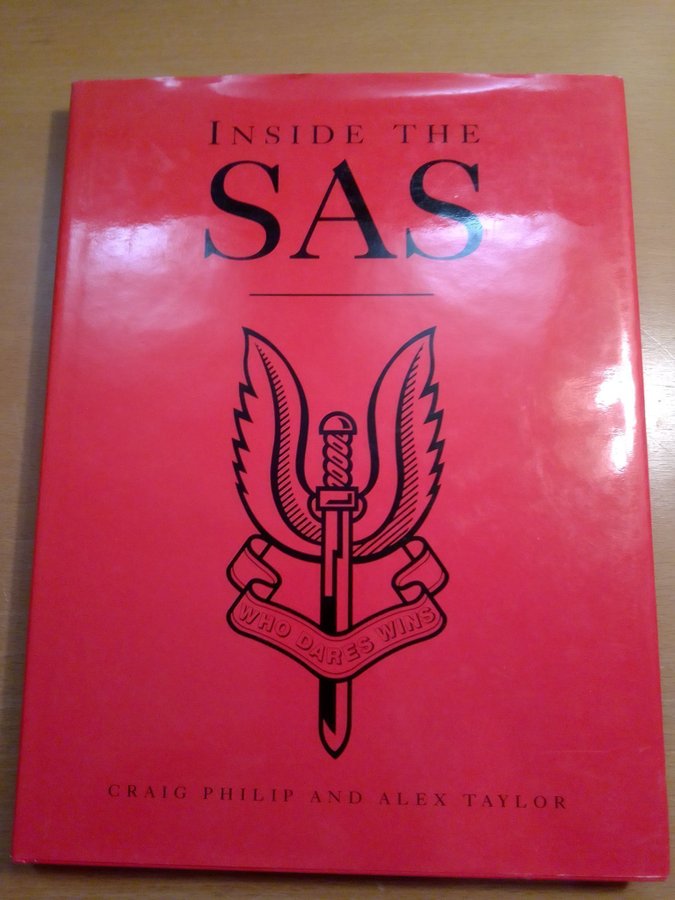 INSIDE THE
SAS
WHO DARES WINS
CRAIG PHILIP AND ALEX TAYLOR